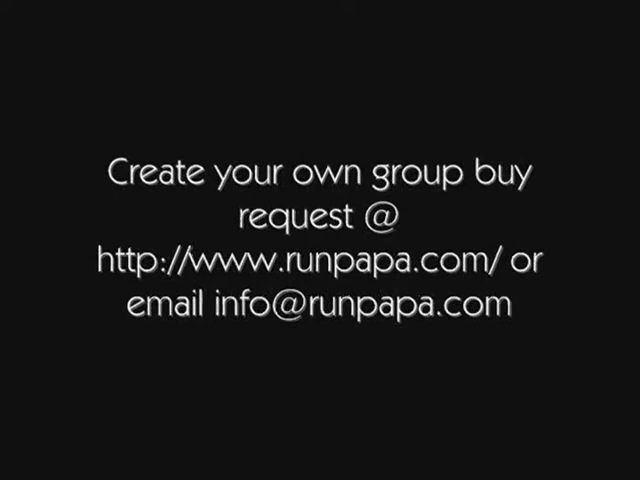 Create your own group buy
request @
http://www.runpapa.com/ or
email info@runpapa.com